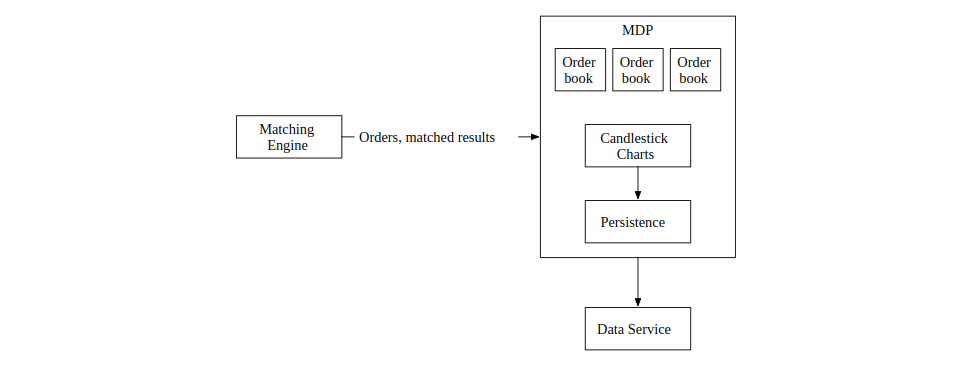 MDP
Order
book
Order
book
Order
book
Matching
Engine
Orders, matched results
Candlestick
Charts
Persistence
Data Service